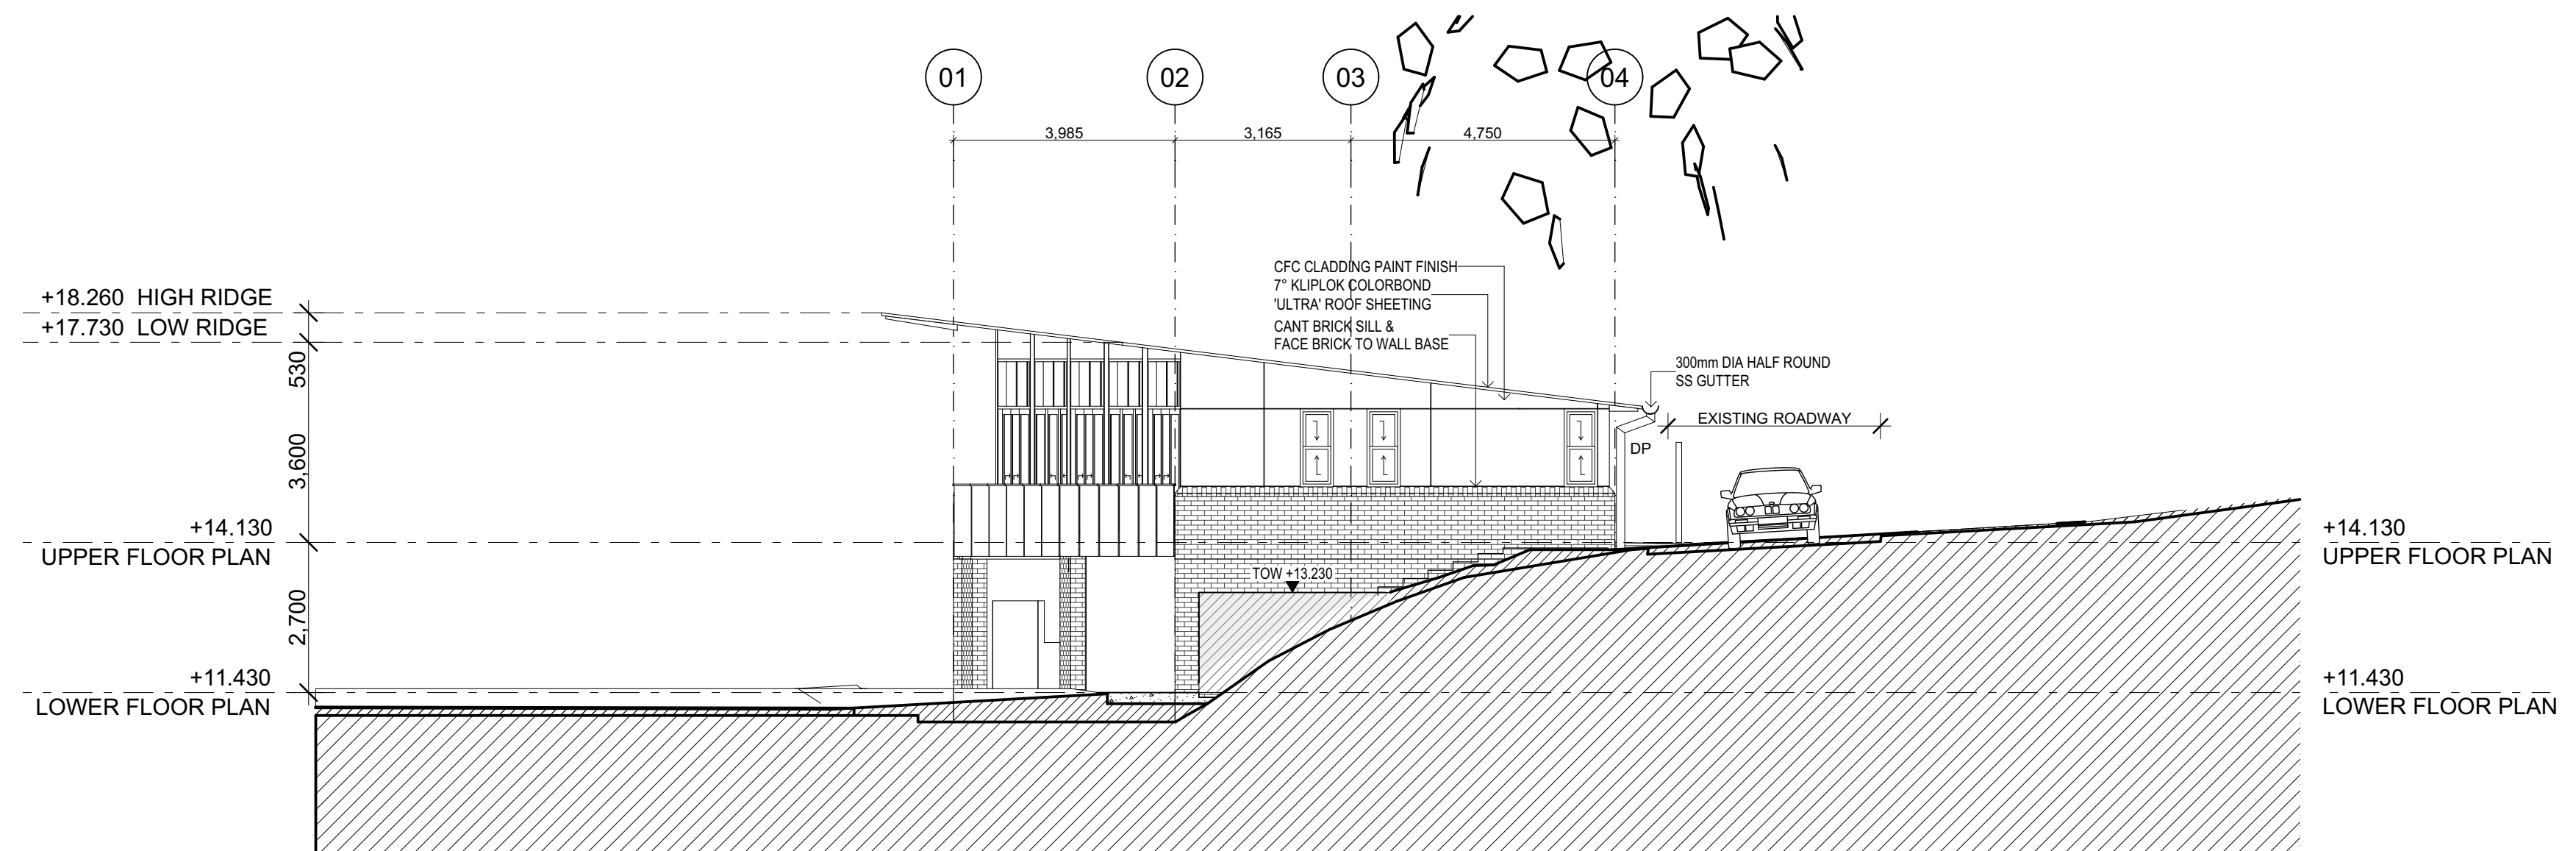 01
02
03
04
3,985
3,165
4,750
CFC CLADDING PAINT FINISH
7° KLIPLOK COLORBOND
'ULTRA' ROOF SHEETING
CANT BRICK SILL &
FACE BRICK TO WALL BASE
+18.260 HIGH RIDGE
+17.730 LOW RIDGE
530
3,600
2,700
300mm DIA HALF ROUND
SS GUTTER
EXISTING ROADWAY
DP
TOW +13.230
+14.130
UPPER FLOOR PLAN
+11.430
LOWER FLOOR PLAN
+14.130
UPPER FLOOR PLAN
+11.430
LOWER FLOOR PLAN